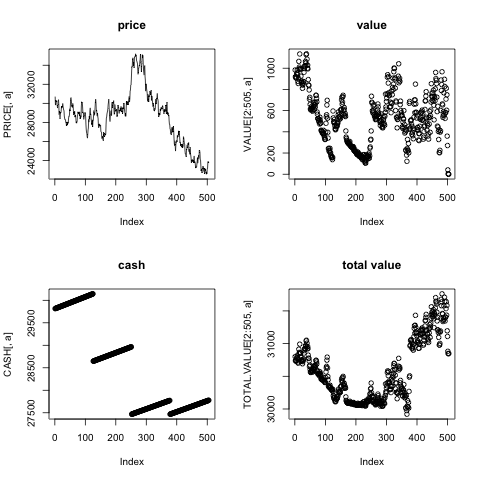 price
PRICE[, a]
24000 28000 32000
0 100 200 300 400 500
Index
value
VALUE[2:505, a]
0 200 600 1000
0 100 200 300 400 500
Index
cash
CASH[, a]
27500 28500 29500
0 100 200 300 400 500
Index
total value
TOTAL.VALUE[2:505, a]
30000 31000
0 100 200 300 400 500
Index